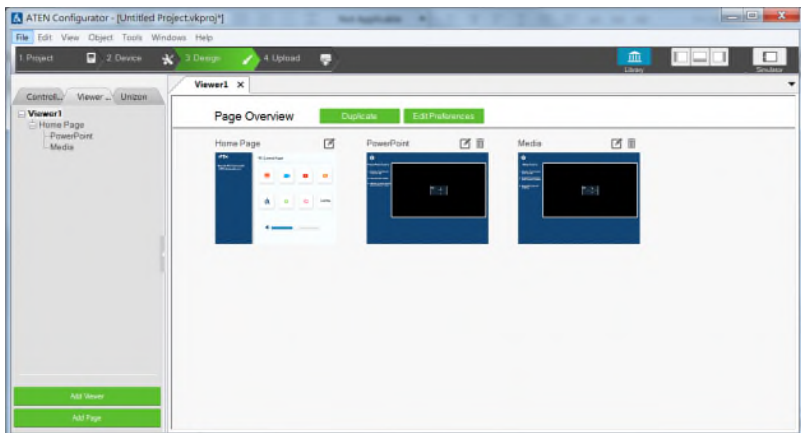 ATEN Configurator - [Untitled Project.vkproj*]
File Edit View Object Tools Windows Help
1 Project 2 Device 3 Design 4 Upload Library Simulator
Controll... Viewer ... Unizon
Viewer1 X
Viewer1
Home Page
PowerPoint
Media
Page Overview Duplicate Edit Preferences
Home Page PowerPoint Media
Add Viewer
Add Page